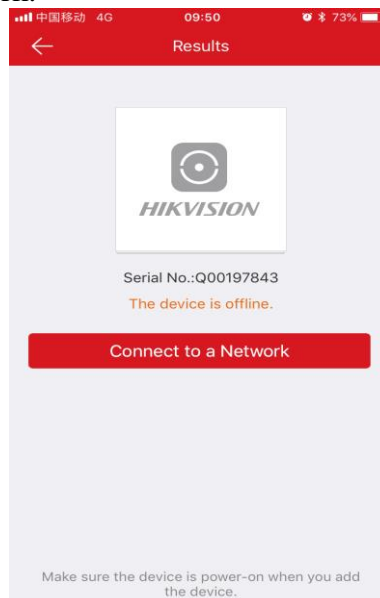 中国移动 4G 09:50 73%
Results
HIKVISION
Serial No.:Q00197843
The device is offline.
Connect to a Network
Make sure the device is power-on when you add
the device.